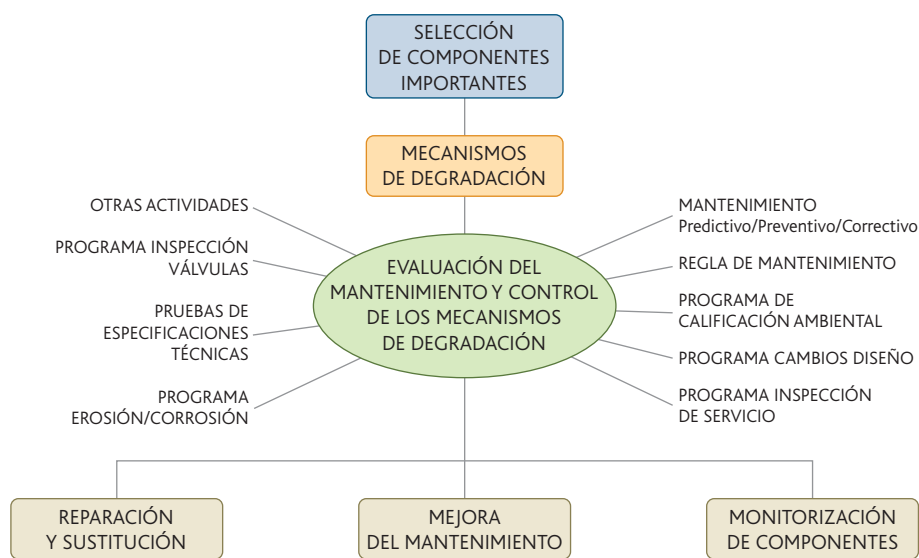 SELECCIÓN
DE COMPONENTES
IMPORTANTES
MECANISMOS
DE DEGRADACIÓN
OTRAS ACTIVIDADES
PROGRAMA INSPECCIÓN
VÁLVULAS
PRUEBAS DE
ESPECIFICACIONES
TÉCNICAS
PROGRAMA
EROSIÓN/CORROSIÓN
EVALUACIÓN DEL
MANTENIMIENTO Y CONTROL
DE LOS MECANISMOS
DE DEGRADACIÓN
MANTENIMIENTO
Predictivo/Preventivo/Correctivo
REGLA DE MANTENIMIENTO
PROGRAMA DE
CALIFICACIÓN AMBIENTAL
PROGRAMA CAMBIOS DISEÑO
PROGRAMA INSPECCIÓN
DE SERVICIO
REPARACIÓN
Y SUSTITUCIÓN
MEJORA
DEL MANTENIMIENTO
MONITORIZACIÓN
DE COMPONENTES